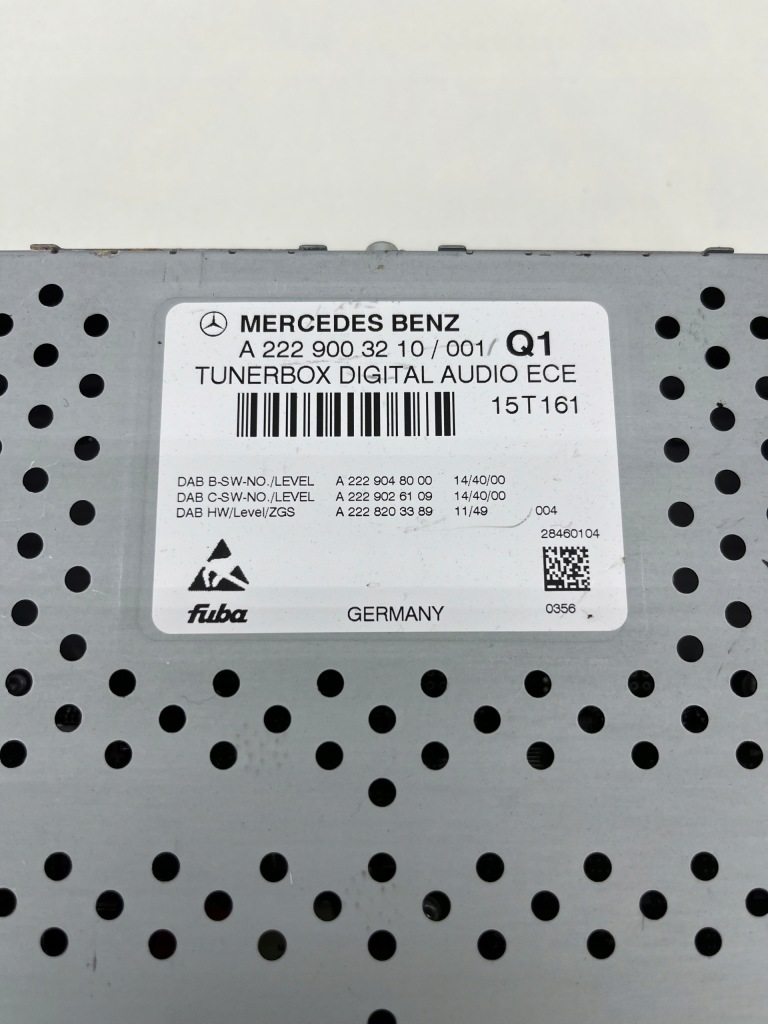 MERCEDES BENZ
A 222 900 32 10 / 001 Q1
TUNERBOX DIGITAL AUDIO ECE
15T161
DAB B-SW-NO./LEVEL A 222 904 80 00 14/40/00
DAB C-SW-NO./LEVEL A 222 902 61 09 14/40/00
DAB HW/Level/ZGS A 222 820 33 89 11/49 004
28460104
fuba GERMANY 0356